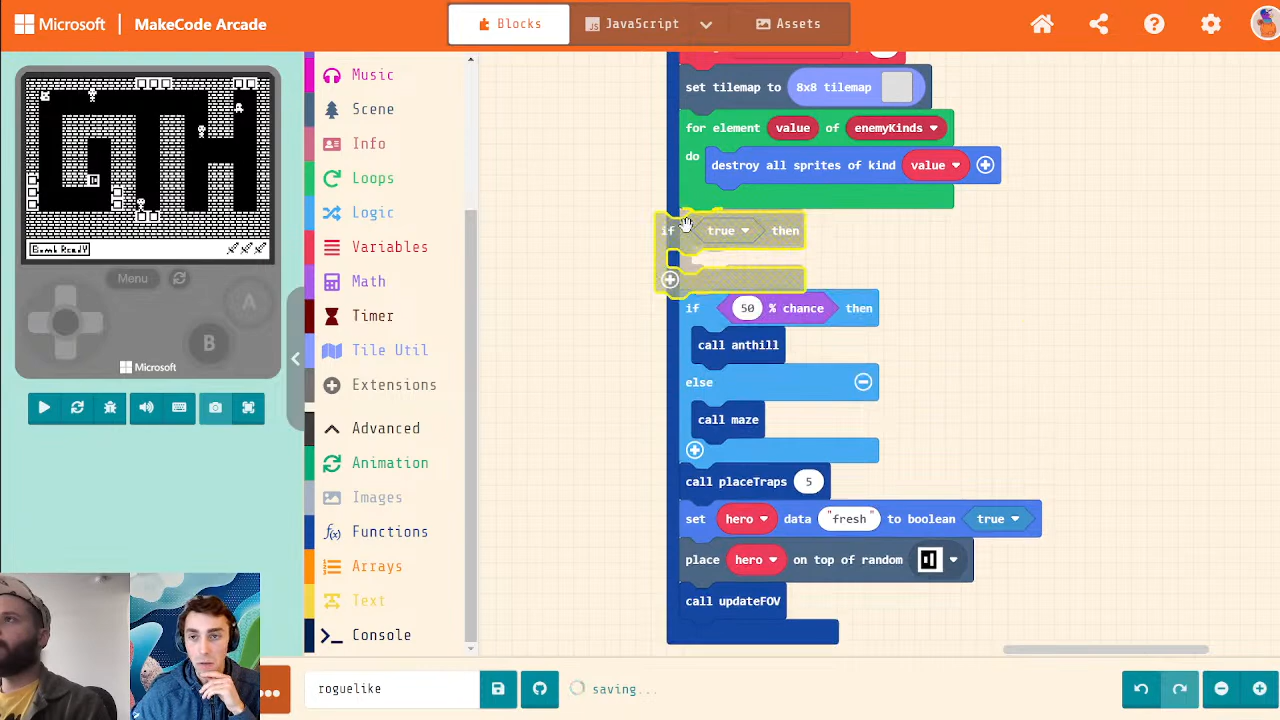 Microsoft
MakeCode Arcade
Blocks
JavaScript
Assets
Bomb Ready
Menu
A
B
Microsoft
Music
Scene
Info
Loops
Logic
Variables
Math
Timer
Tile Util
Extensions
Advanced
Animation
Images
Functions
Arrays
Text
Console
set tilemap to 8x8 tilemap
for element value of enemyKinds
do destroy all sprites of kind value
if true then
if 50 % chance then
call anthill
else
call maze
call placeTraps 5
set hero data "fresh" to boolean true
place hero on top of random
call updateFOV
roguelike
saving...